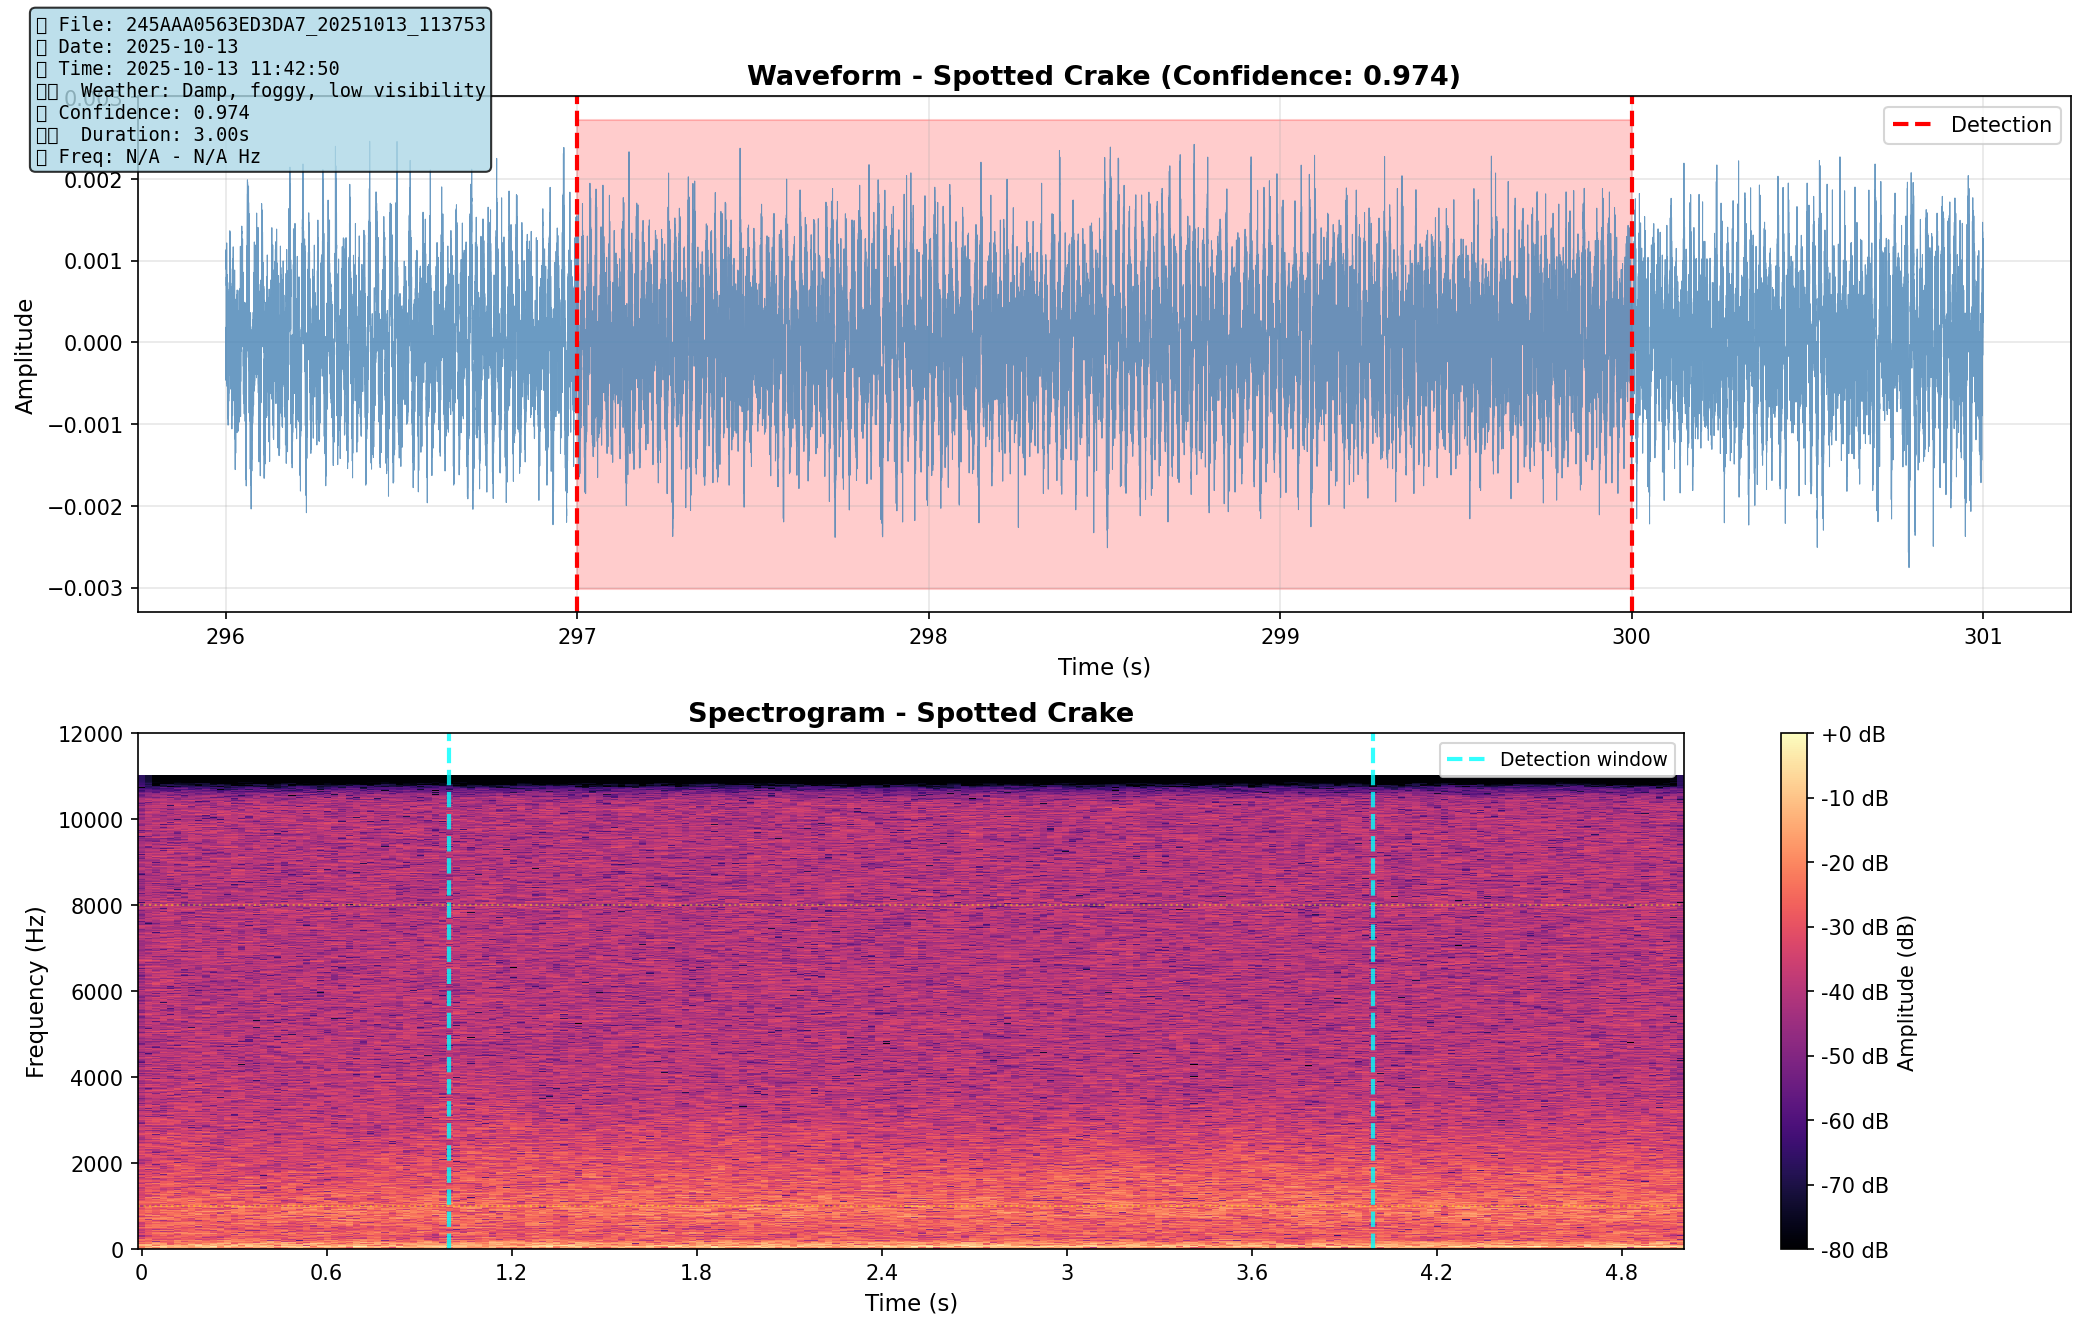 File: 245AAA0563ED3DA7_20251013_113753
Date: 2025-10-13
Time: 2025-10-13 11:42:50
Weather: Damp, foggy, low visibility
Confidence: 0.974
Duration: 3.00s
Freq: N/A - N/A Hz
Waveform - Spotted Crake (Confidence: 0.974)
Detection
Amplitude
0.003
0.002
0.001
0.000
−0.001
−0.002
−0.003
296 297 298 299 300 301
Time (s)
Spectrogram - Spotted Crake
Detection window
Frequency (Hz)
12000
10000
8000
6000
4000
2000
0
0 0.6 1.2 1.8 2.4 3 3.6 4.2 4.8
Time (s)
+0 dB
-10 dB
-20 dB
-30 dB
-40 dB
-50 dB
-60 dB
-70 dB
-80 dB
Amplitude (dB)